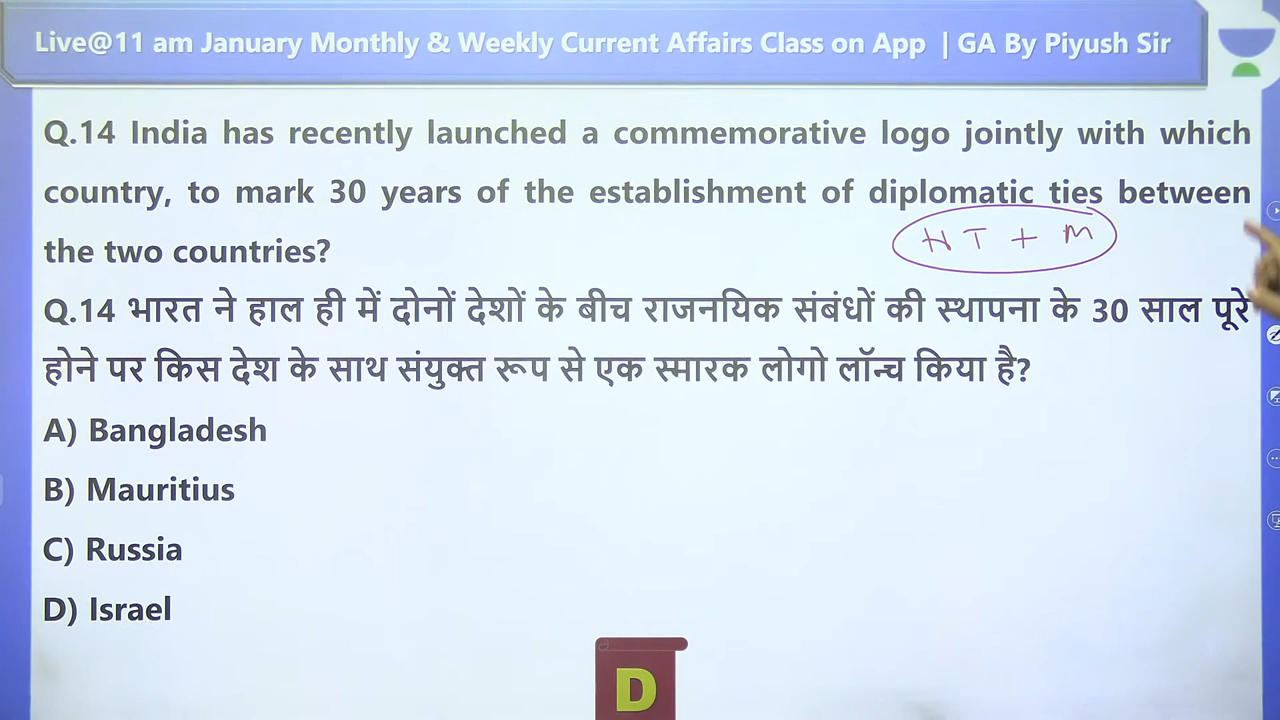 Live@11 am January Monthly & Weekly Current Affairs Class on App | GA By Piyush Sir
Q.14 India has recently launched a commemorative logo jointly with which
country, to mark 30 years of the establishment of diplomatic ties between
the two countries?
N T + M
Q.14 भारत ने हाल ही में दोनों देशों के बीच राजनयिक संबंधों की स्थापना के 30 साल पूरे
होने पर किस देश के साथ संयुक्त रूप से एक स्मारक लोगो लॉन्च किया है?
A) Bangladesh
B) Mauritius
C) Russia
D) Israel
D